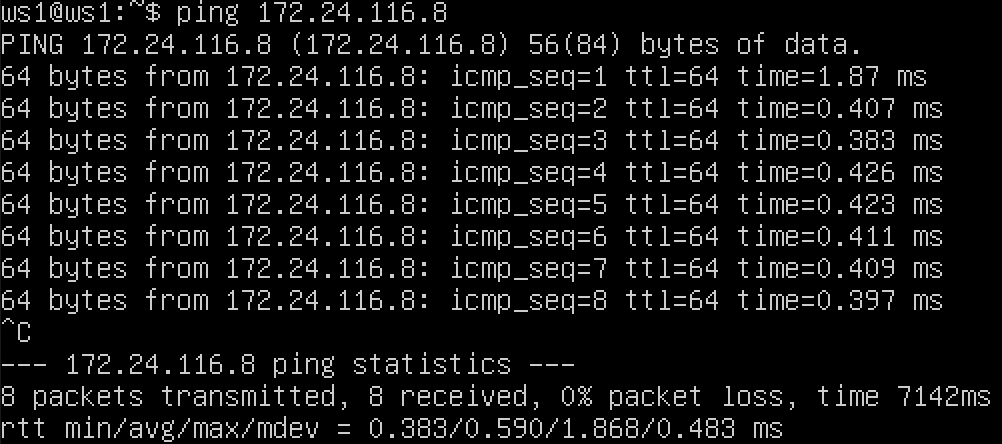 ws1@ws1:~$ ping 172.24.116.8
PING 172.24.116.8 (172.24.116.8) 56(84) bytes of data.
64 bytes from 172.24.116.8: icmp_seq=1 ttl=64 time=1.87 ms
64 bytes from 172.24.116.8: icmp_seq=2 ttl=64 time=0.407 ms
64 bytes from 172.24.116.8: icmp_seq=3 ttl=64 time=0.383 ms
64 bytes from 172.24.116.8: icmp_seq=4 ttl=64 time=0.426 ms
64 bytes from 172.24.116.8: icmp_seq=5 ttl=64 time=0.423 ms
64 bytes from 172.24.116.8: icmp_seq=6 ttl=64 time=0.411 ms
64 bytes from 172.24.116.8: icmp_seq=7 ttl=64 time=0.409 ms
64 bytes from 172.24.116.8: icmp_seq=8 ttl=64 time=0.397 ms
^C
--- 172.24.116.8 ping statistics ---
8 packets transmitted, 8 received, 0% packet loss, time 7142ms
rtt min/avg/max/mdev = 0.383/0.590/1.868/0.483 ms